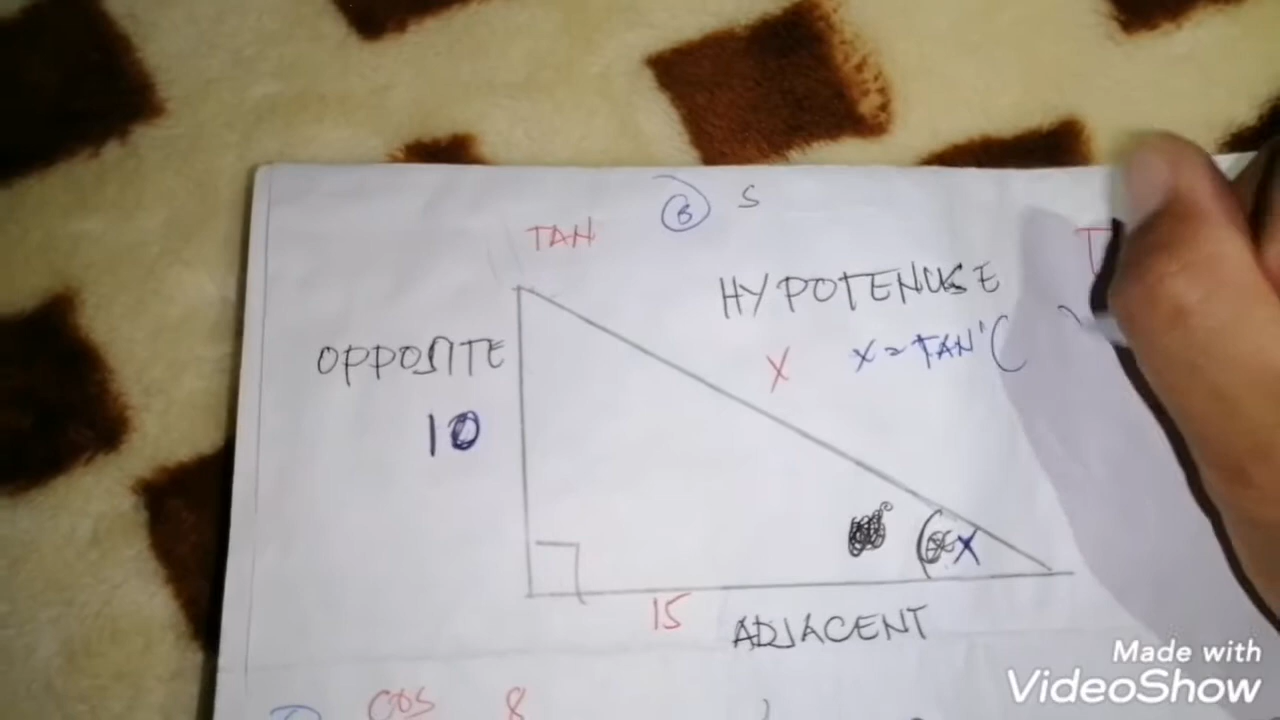 B S
TAN
HYPOTENUSE
OPPOSITE
X X = TAN'(
10
X
15
ADJACENT
COS 8
Made with
VideoShow